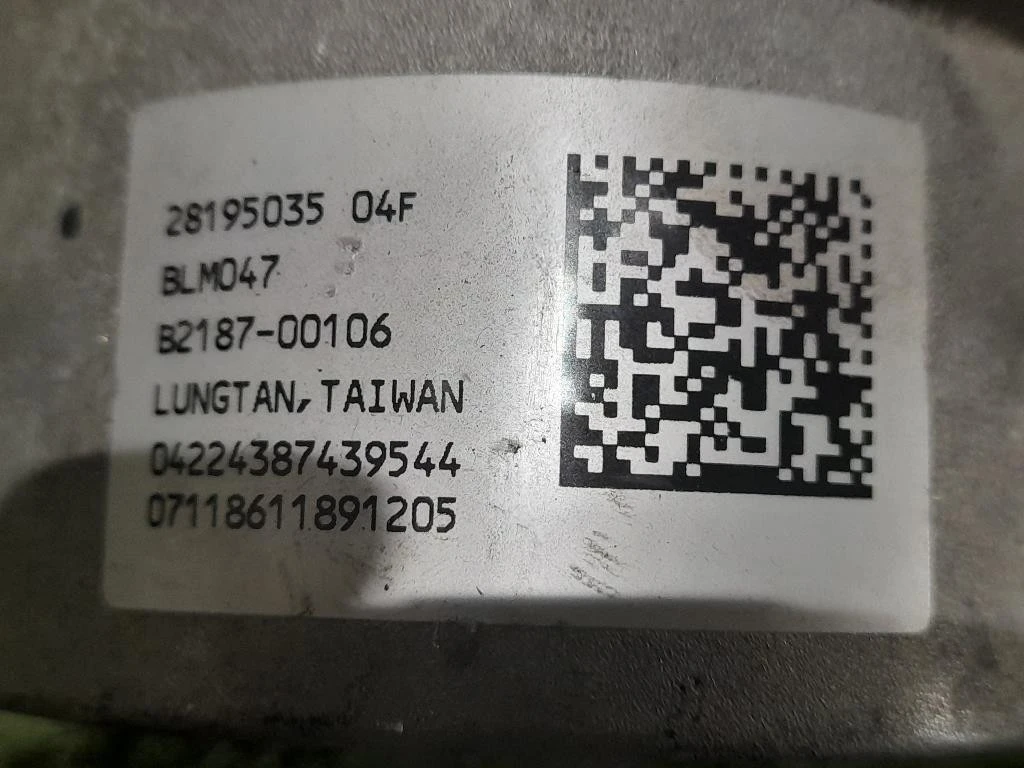 28195035 04F
BLM047
B2187-00106
LUNGTAN, TAIWAN
04224387439544
07118611891205